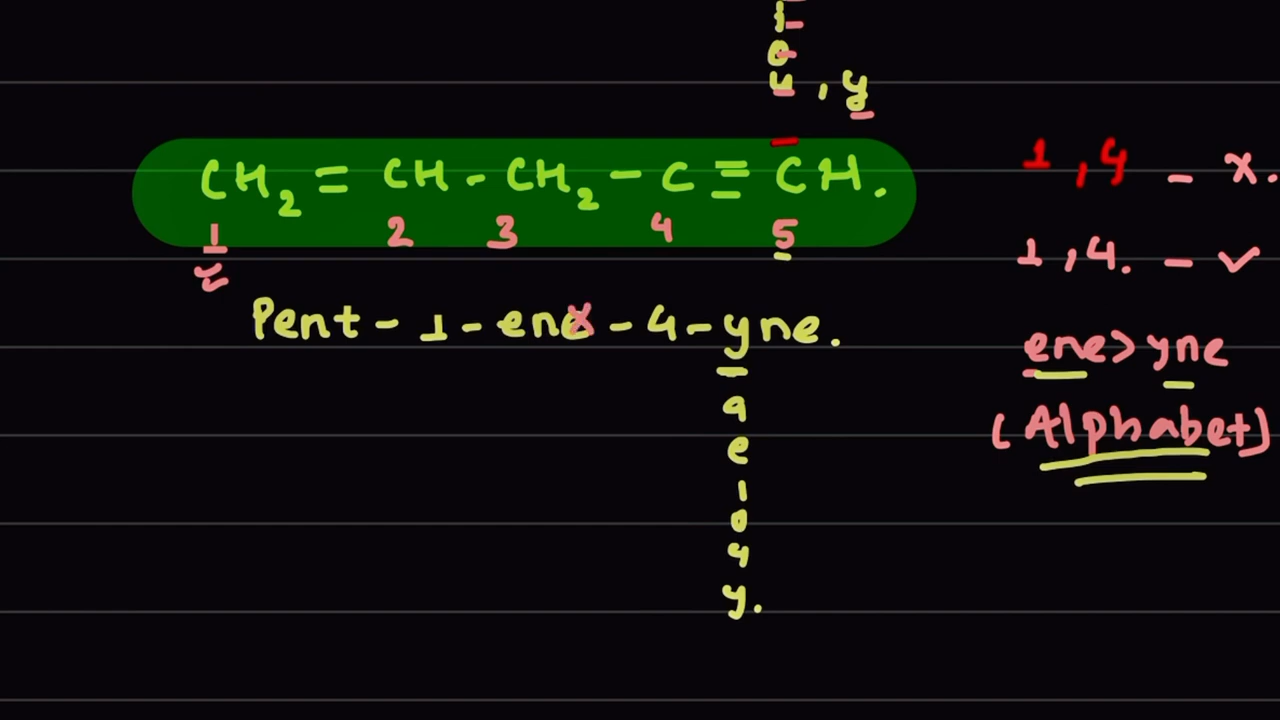 i
o
u , y
CH₂ = CH - CH₂ - C ≡ CH.
1 2 3 4 5
Pent - 1 - ene - 4 - yne.
a
e
i
o
u
y.
1 , 4 - x.
1 , 4. - ✓
ene > yne
(Alphabet)